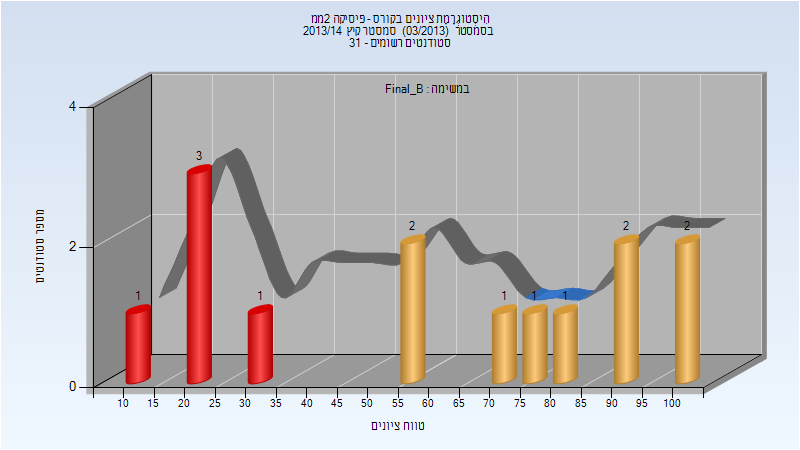 היסטוגרמת ציונים בקורס - פיסיקה 2ממ
בסמסטר (03/2013) סמסטר קיץ 2013/14
סטודנטים רשומים - 31
במשימה : Final_B
מספר סטודנטים
4
2
0
1
3
1
2
1
1
1
2
2
10 15 20 25 30 35 40 45 50 55 60 65 70 75 80 85 90 95 100
טווח ציונים